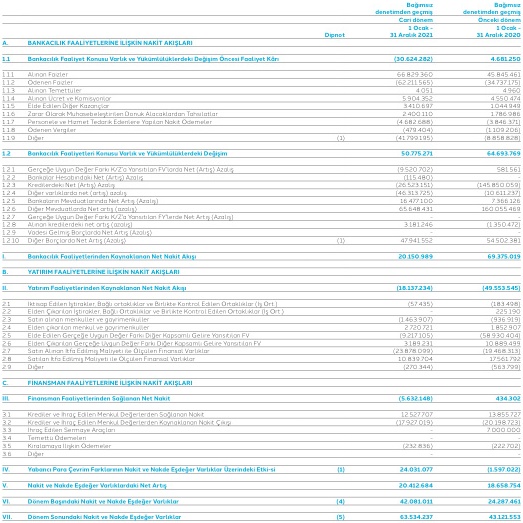 Bağımsız Bağımsız
denetimden geçmiş denetimden geçmiş
Cari dönem Önceki dönem
1 Ocak - 1 Ocak -
Dipnot 31 Aralık 2021 31 Aralık 2020
A. BANKACILIK FAALİYETLERİNE İLİŞKİN NAKİT AKIŞLARI
1.1 Bankacılık Faaliyet Konusu Varlık ve Yükümlülüklerdeki Değişim Öncesi Faaliyet Kârı (30.624.282) 4.681.250
1.1.1 Alınan Faizler 66.829.360 45.845.461
1.1.2 Ödenen Faizler (62.211.565) (34.737.175)
1.1.3 Alınan Temettüler 4.051 4.960
1.1.4 Alınan Ücret ve Komisyonlar 5.904.352 4.550.474
1.1.5 Elde Edilen Diğer Kazançlar 3.410.697 1.044.949
1.1.6 Zarar Olarak Muhasebeleştirilen Donuk Alacaklardan Tahsilatlar 2.400.110 1.786.986
1.1.7 Personele ve Hizmet Tedarik Edenlere Yapılan Nakit Ödemeler (4.682.688) (3.846.371)
1.1.8 Ödenen Vergiler (479.404) (1.109.206)
1.1.9 Diğer (1) (41.799.195) (8.858.828)
1.2 Bankacılık Faaliyetleri Konusu Varlık ve Yükümlülüklerdeki Değişim 50.775.271 64.693.769
1.2.1 Gerçeğe Uygun Değer Farkı K/Z'a Yansıtılan FV'larda Net (Artış) Azalış (9.520.702) 581.561
1.2.2 Bankalar Hesabındaki Net (Artış) Azalış (115.480) -
1.2.3 Kredilerdeki Net (Artış) Azalış (26.523.151) (145.850.059)
1.2.4 Diğer varlıklarda net (artış) azalış (46.313.725) (10.611.237)
1.2.5 Bankaların Mevduatlarında Net Artış (Azalış) 16.477.100 7.366.126
1.2.6 Diğer Mevduatlarda Net artış (azalış) 65.648.431 160.055.469
1.2.7 Gerçeğe Uygun Değer Farkı K/Z'a Yansıtılan FY'lerde Net Artış (Azalış) - -
1.2.8 Alınan kredilerdeki net artış (azalış) 3.181.246 (1.350.472)
1.2.9 Vadesi Gelmiş Borçlarda Net Artış (Azalış) - -
1.2.10 Diğer Borçlarda Net Artış (Azalış) (1) 47.941.552 54.502.381
I. Bankacılık Faaliyetlerinden Kaynaklanan Net Nakit Akışı 20.150.989 69.375.019
B. YATIRIM FAALİYETLERİNE İLİŞKİN NAKİT AKIŞLARI
II. Yatırım Faaliyetlerinden Kaynaklanan Net Nakit Akışı (18.137.234) (49.553.545)
2.1 İktisap Edilen İştirakler, Bağlı ortaklıklar ve Birlikte Kontrol Edilen Ortaklıklar (İş Ort.) (57.435) (183.498)
2.2 Elden Çıkarılan İştirakler, Bağlı Ortaklıklar ve Birlikte Kontrol Edilen Ortaklıklar (İş Ort.) - 225.190
2.3 Satın alınan menkuller ve gayrimenkuller (1.463.907) (936.919)
2.4 Elden çıkarılan menkul ve gayrimenkuller 2.720.721 1.852.907
2.5 Elde Edilen Gerçeğe Uygun Değer Farkı Diğer Kapsamlı Gelire Yansıtılan FV (9.217.105) (58.930.404)
2.6 Elden Çıkarılan Gerçeğe Uygun Değer Farkı Diğer Kapsamlı Gelire Yansıtılan FV 3.189.231 10.889.499
2.7 Satın Alınan İtfa Edilmiş Maliyeti ile Ölçülen Finansal Varlıklar (23.878.099) (19.468.313)
2.8 Satılan İtfa Edilmiş Maliyeti ile Ölçülen Finansal Varlıklar 10.839.704 17.561.792
2.9 Diğer (270.344) (563.799)
C. FİNANSMAN FAALİYETLERİNE İLİŞKİN NAKİT AKIŞLARI
III. Finansman Faaliyetlerinden Sağlanan Net Nakit (5.632.148) 434.302
3.1 Krediler ve İhraç Edilen Menkul Değerlerden Sağlanan Nakit 12.527.707 13.855.727
3.2 Krediler ve İhraç Edilen Menkul Değerlerden Kaynaklanan Nakit Çıkışı (17.927.019) (20.198.723)
3.3 İhraç Edilen Sermaye Araçları - 7.000.000
3.4 Temettü Ödemeleri - -
3.5 Kiralamaya İlişkin Ödemeler (232.836) (222.702)
3.6 Diğer - -
IV. Yabancı Para Çevrim Farklarının Nakit ve Nakde Eşdeğer Varlıklar Üzerindeki Etki-si (1) 24.031.077 (1.597.022)
V. Nakit ve Nakde Eşdeğer Varlıklardaki Net Artış 20.412.684 18.658.754
VI. Dönem Başındaki Nakit ve Nakde Eşdeğer Varlıklar (4) 42.081.011 24.287.461
VII. Dönem Sonundaki Nakit ve Nakde Eşdeğer Varlıklar (5) 63.534.237 43.121.553